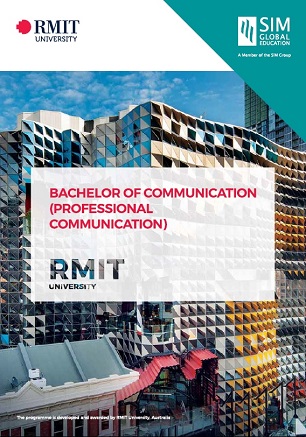 RMIT
UNIVERSITY
SIM
GLOBAL
EDUCATION
A Member of the SIM Group
BACHELOR OF COMMUNICATION
(PROFESSIONAL
COMMUNICATION)
RMIT
UNIVERSITY
The programme is developed and awarded by RMIT University, Australia